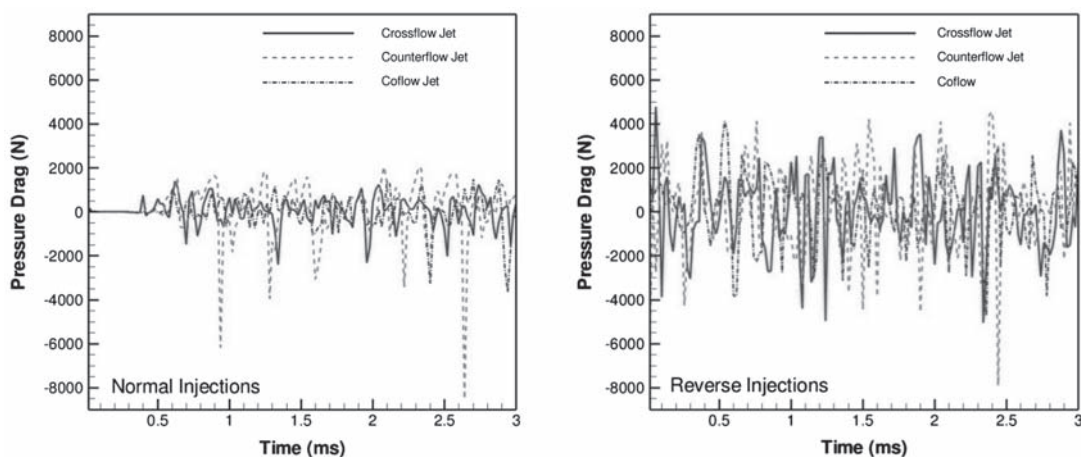 8000
6000
4000
2000
0
-2000
-4000
-6000
-8000
Pressure Drag (N)
Crossflow Jet
Counterflow Jet
Coflow Jet
Normal Injections
0.5 1 1.5 2 2.5 3
Time (ms)
8000
6000
4000
2000
0
-2000
-4000
-6000
-8000
Pressure Drag (N)
Crossflow Jet
Counterflow Jet
Coflow
Reverse Injections
0.5 1 1.5 2 2.5 3
Time (ms)